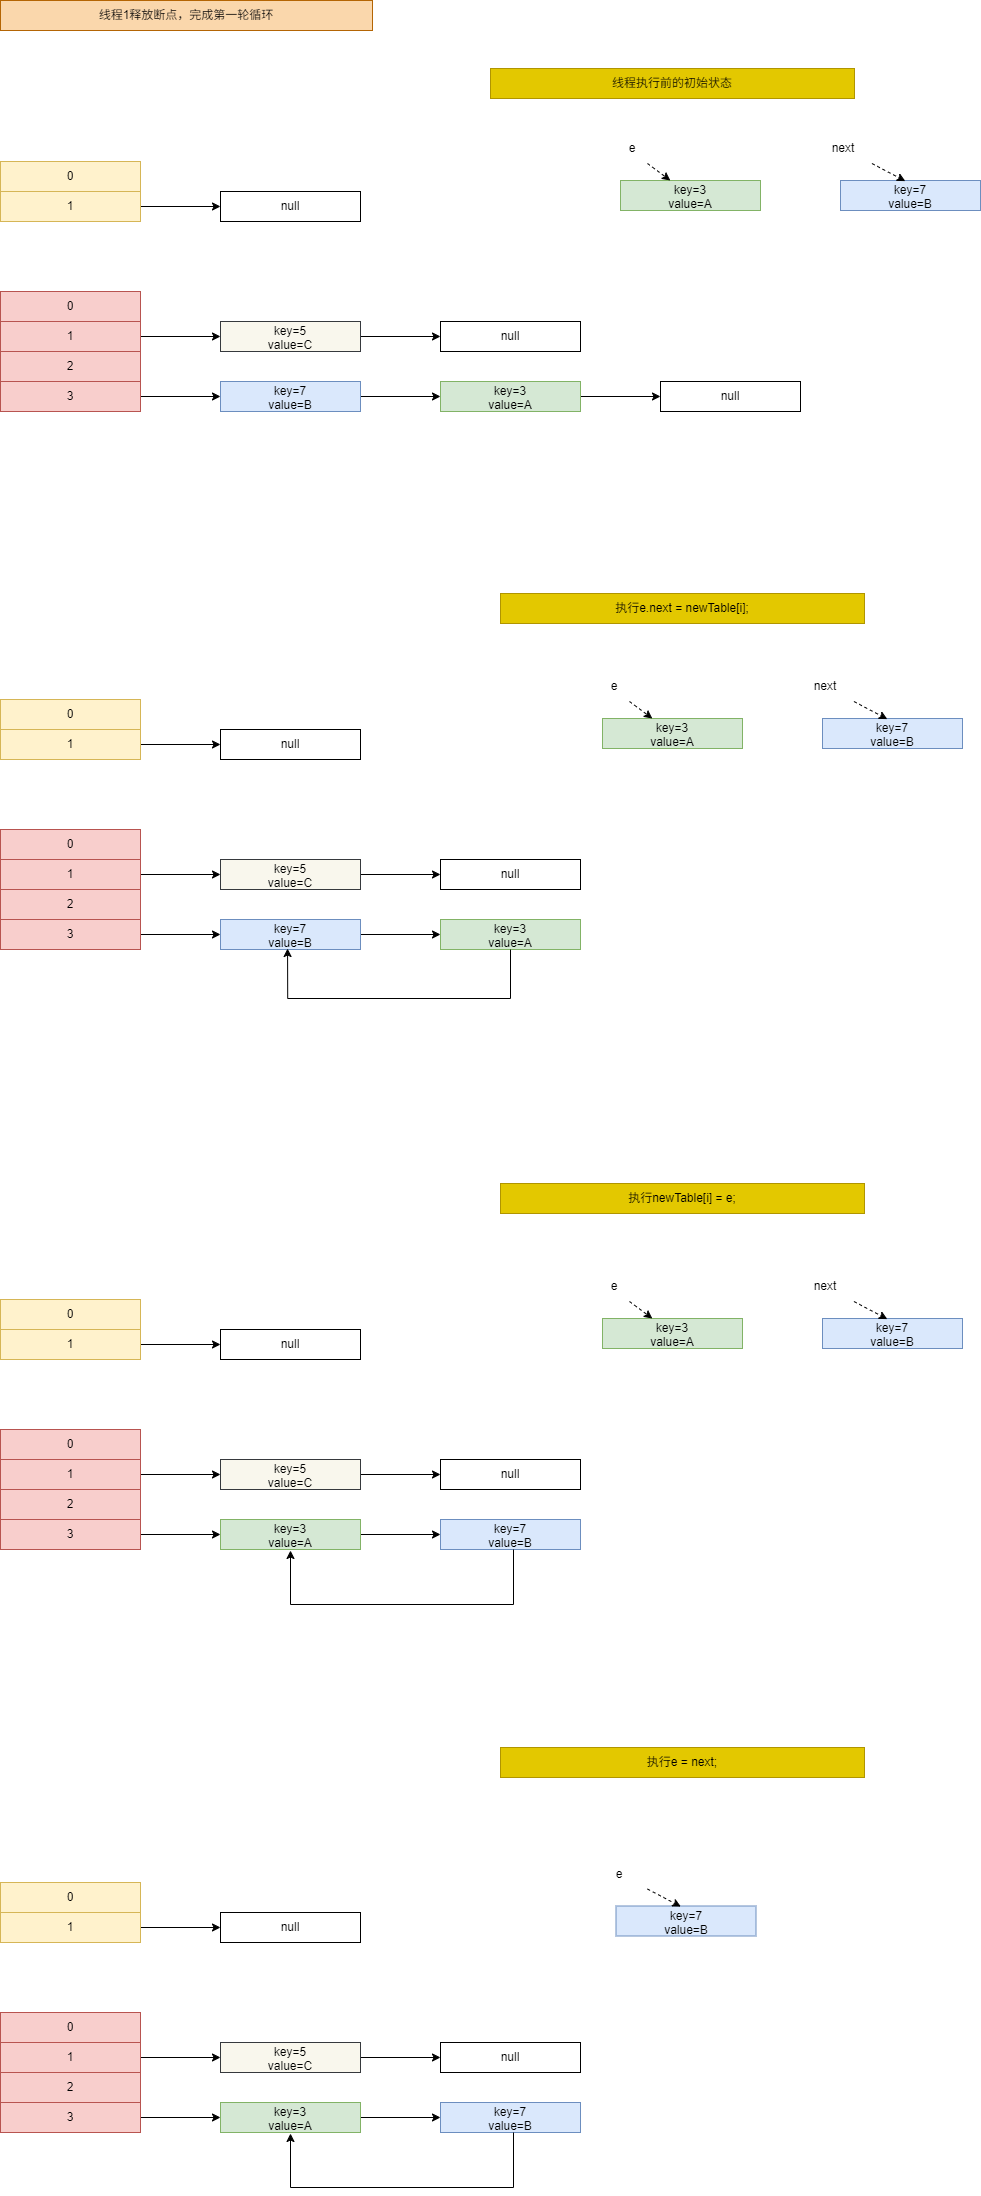 线程1释放断点，完成第一轮循环
线程执行前的初始状态
e
next
0
key=3
value=A
key=7
value=B
1
null
0
1
key=5
value=C
null
2
3
key=7
value=B
key=3
value=A
null
执行e.next = newTable[i];
e
next
0
key=3
value=A
key=7
value=B
1
null
0
1
key=5
value=C
null
2
3
key=7
value=B
key=3
value=A
执行newTable[i] = e;
e
next
0
key=3
value=A
key=7
value=B
1
null
0
1
key=5
value=C
null
2
3
key=3
value=A
key=7
value=B
执行e = next;
e
0
key=7
value=B
1
null
0
1
key=5
value=C
null
2
3
key=3
value=A
key=7
value=B